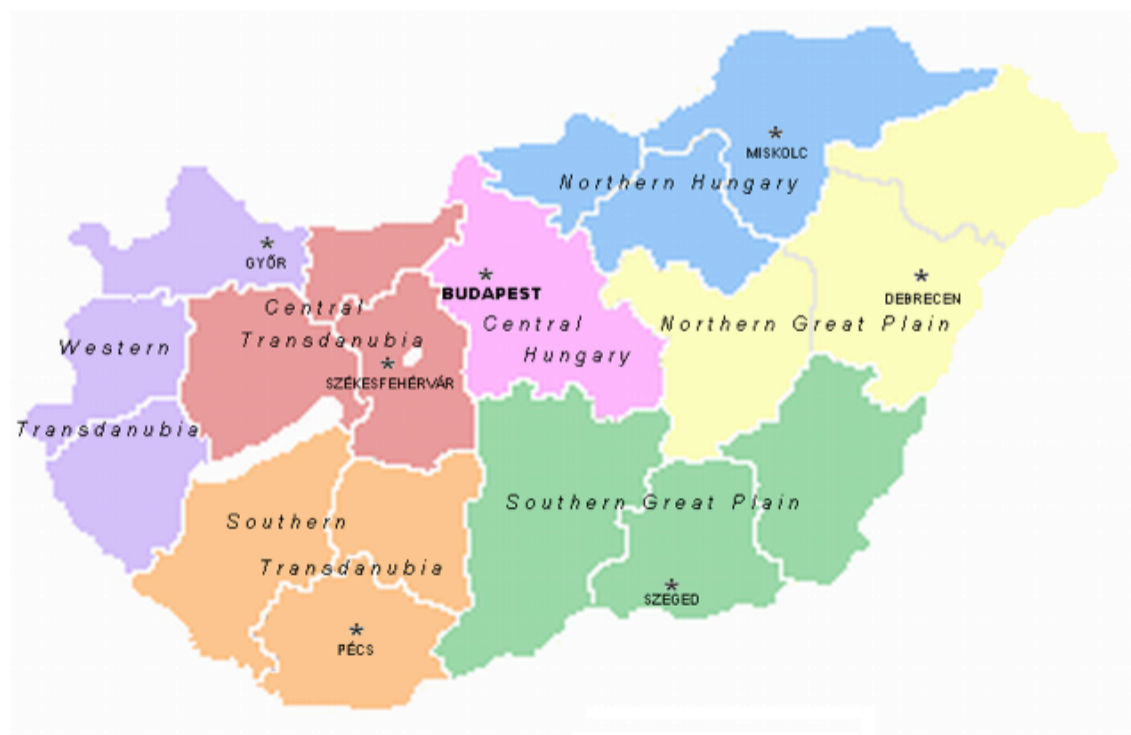 MISKOLC
Northern Hungary
GYŐR
BUDAPEST
DEBRECEN
Central
Transdanubia
Central
Hungary
Northern Great Plain
Western
Transdanubia
SZÉKESFEHÉRVÁR
Southern Great Plain
Southern
Transdanubia
SZEGED
PÉCS